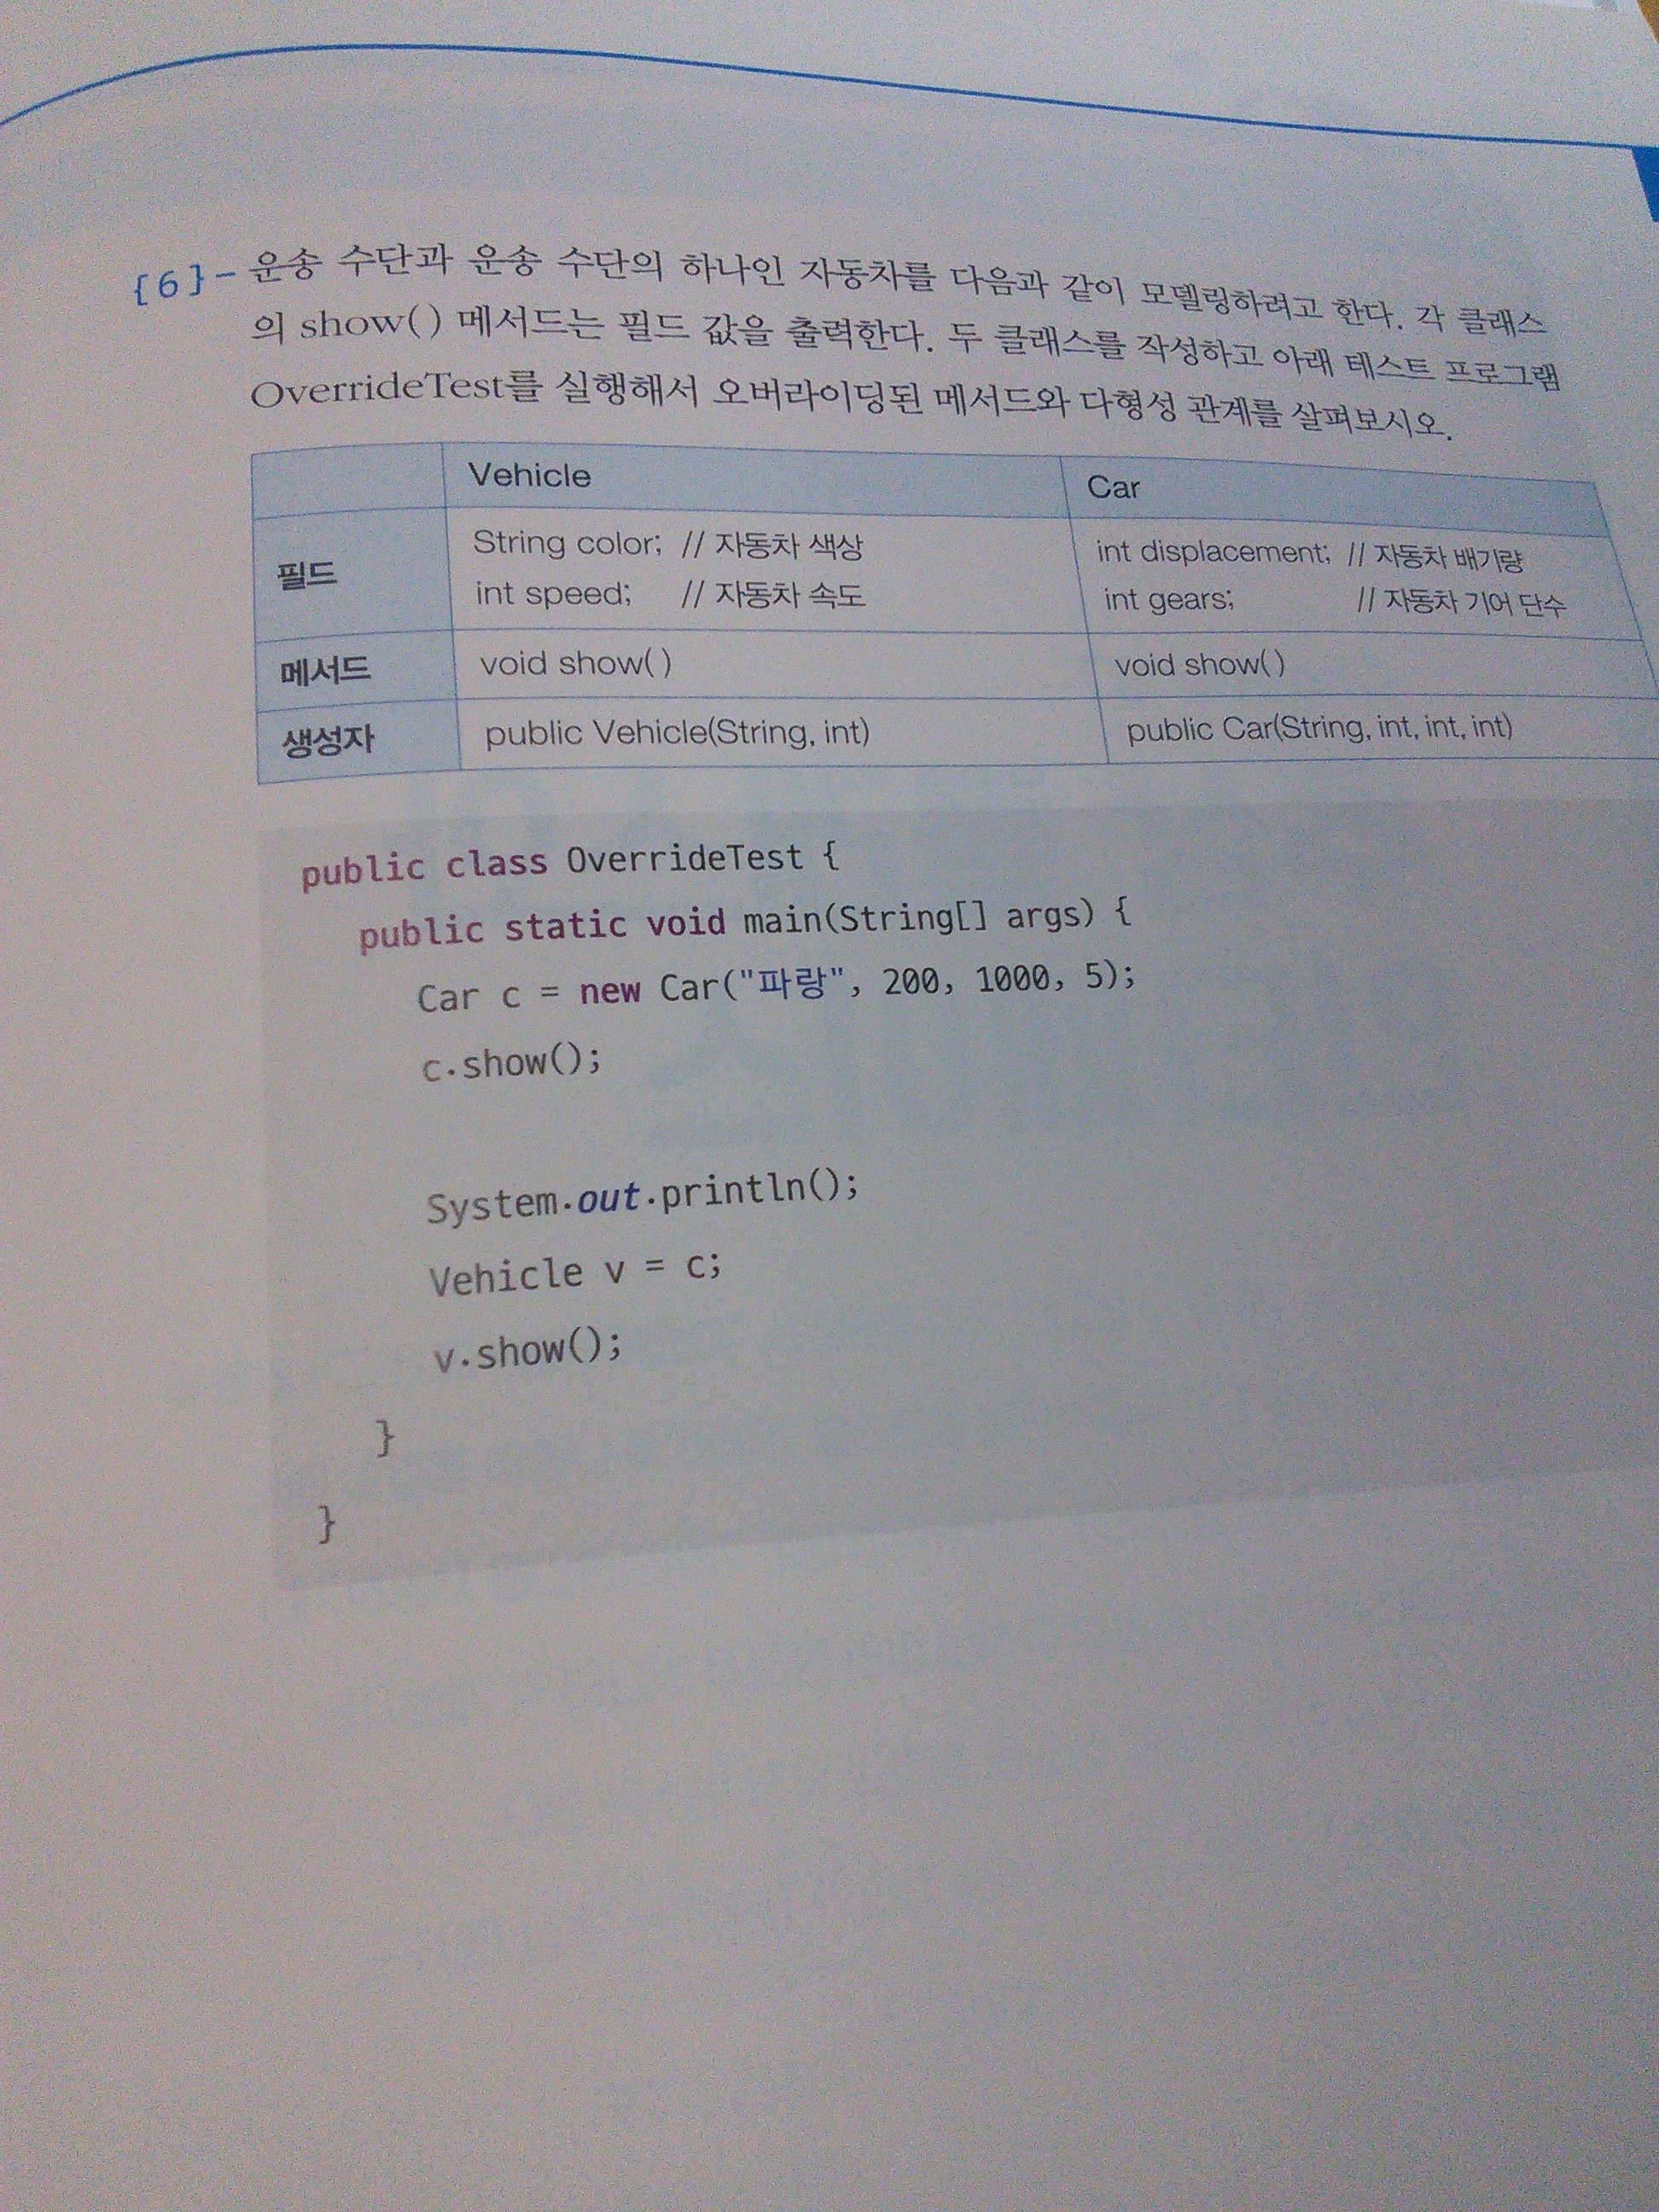 {6} - 운송 수단과 운송 수단의 하나인 자동차를 다음과 같이 모델링하려고 한다. 각 클래스
의 show( ) 메서드는 필드 값을 출력한다. 두 클래스를 작성하고 아래 테스트 프로그램
OverrideTest를 실행해서 오버라이딩된 메서드와 다형성 관계를 살펴보시오.
Vehicle Car
필드
String color; // 자동차 색상
int speed; // 자동차 속도
int displacement; // 자동차 배기량
int gears; // 자동차 기어 단수
메서드 void show( ) void show( )
생성자 public Vehicle(String, int) public Car(String, int, int, int)
public class OverrideTest {
public static void main(String[] args) {
Car c = new Car("파랑", 200, 1000, 5);
c.show();
System.out.println();
Vehicle v = c;
v.show();
}
}